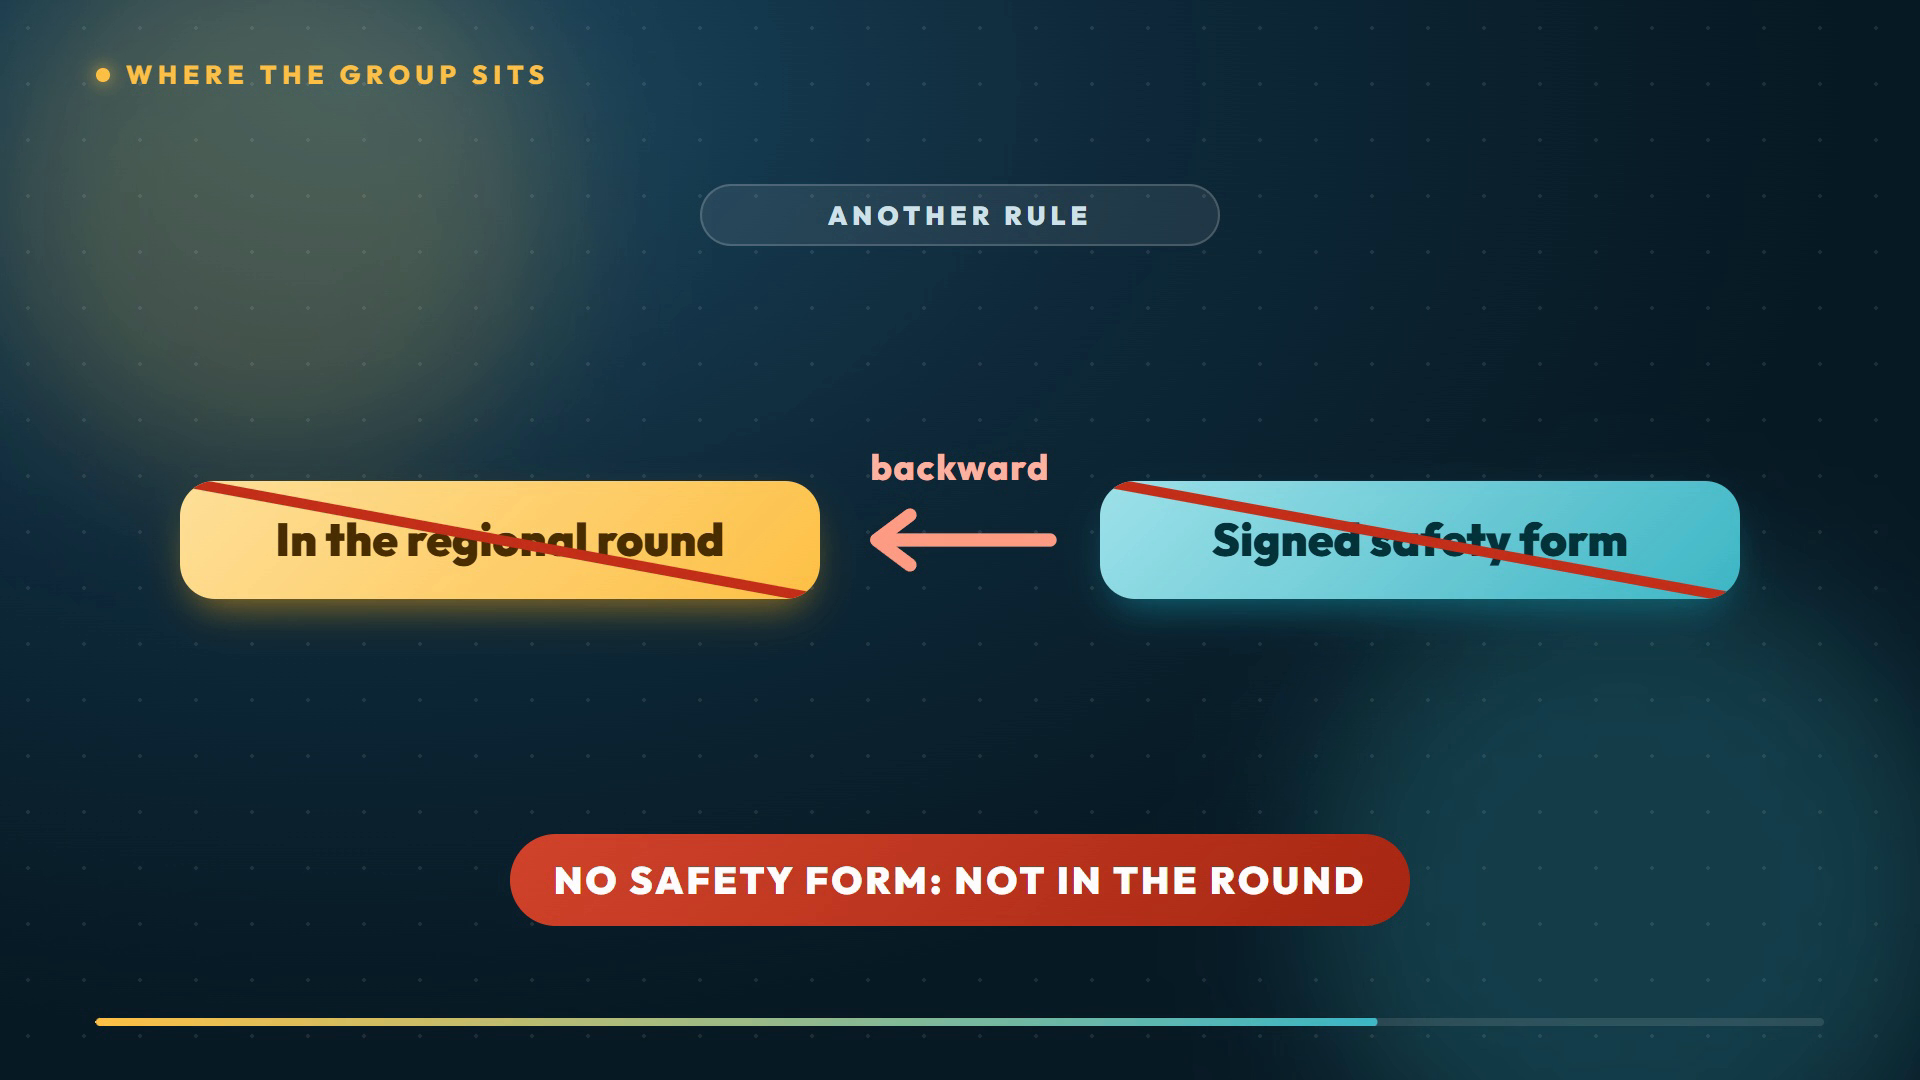 WHERE THE GROUP SITS
ANOTHER RULE
backward
In the regional round
Signed safety form
NO SAFETY FORM: NOT IN THE ROUND